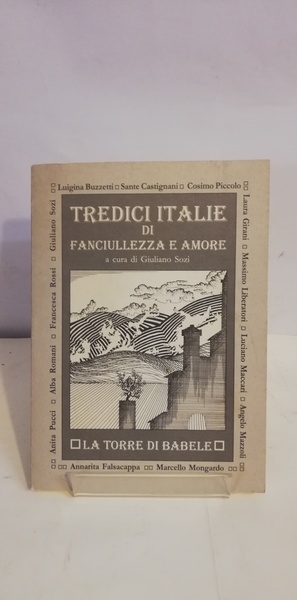 Luigina Buzzetti □ Sante Castignani □ Cosimo Piccolo
Laura Girani □ Massimo Liberatori □ Luciano Maccari □ Angelo Mazzoli
Annarita Falsacappa □□ Marcello Mongardo
Anita Pucci □ Alba Romani □ Francesca Rossi □ Giuliano Sozi
TREDICI ITALIE
DI
FANCIULLEZZA E AMORE
a cura di Giuliano Sozi
□ LA TORRE DI BABELE □